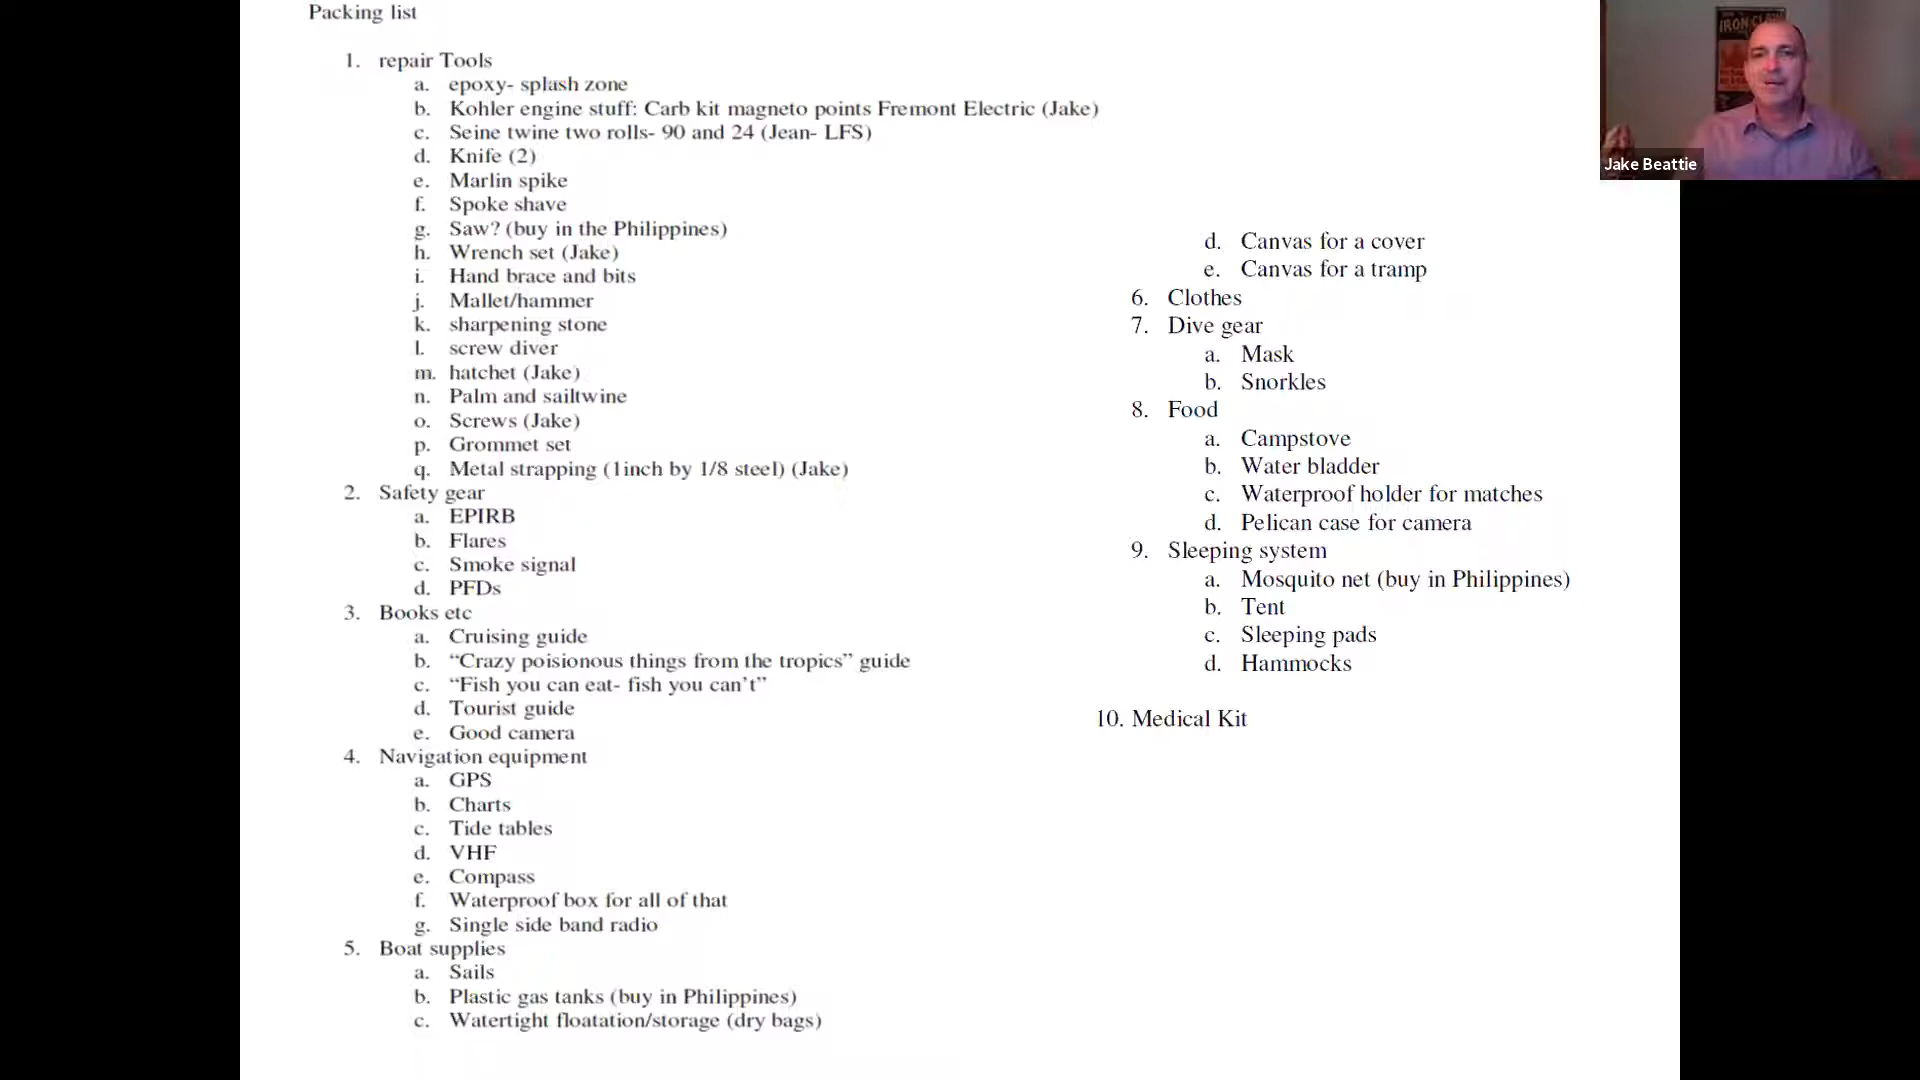 Packing list
1. repair Tools
a. epoxy- splash zone
b. Kohler engine stuff: Carb kit magneto points Fremont Electric (Jake)
c. Seine twine two rolls- 90 and 24 (Jean- LFS)
d. Knife (2)
e. Marlin spike
f. Spoke shave
g. Saw? (buy in the Philippines)
h. Wrench set (Jake)
i. Hand brace and bits
j. Mallet/hammer
k. sharpening stone
l. screw diver
m. hatchet (Jake)
n. Palm and sailtwine
o. Screws (Jake)
p. Grommet set
q. Metal strapping (1inch by 1/8 steel) (Jake)
2. Safety gear
a. EPIRB
b. Flares
c. Smoke signal
d. PFDs
3. Books etc
a. Cruising guide
b. “Crazy poisionous things from the tropics” guide
c. “Fish you can eat- fish you can’t”
d. Tourist guide
e. Good camera
4. Navigation equipment
a. GPS
b. Charts
c. Tide tables
d. VHF
e. Compass
f. Waterproof box for all of that
g. Single side band radio
5. Boat supplies
a. Sails
b. Plastic gas tanks (buy in Philippines)
c. Watertight floatation/storage (dry bags)
d. Canvas for a cover
e. Canvas for a tramp
6. Clothes
7. Dive gear
a. Mask
b. Snorkles
8. Food
a. Campstove
b. Water bladder
c. Waterproof holder for matches
d. Pelican case for camera
9. Sleeping system
a. Mosquito net (buy in Philippines)
b. Tent
c. Sleeping pads
d. Hammocks
10. Medical Kit
IRON
Jake Beattie